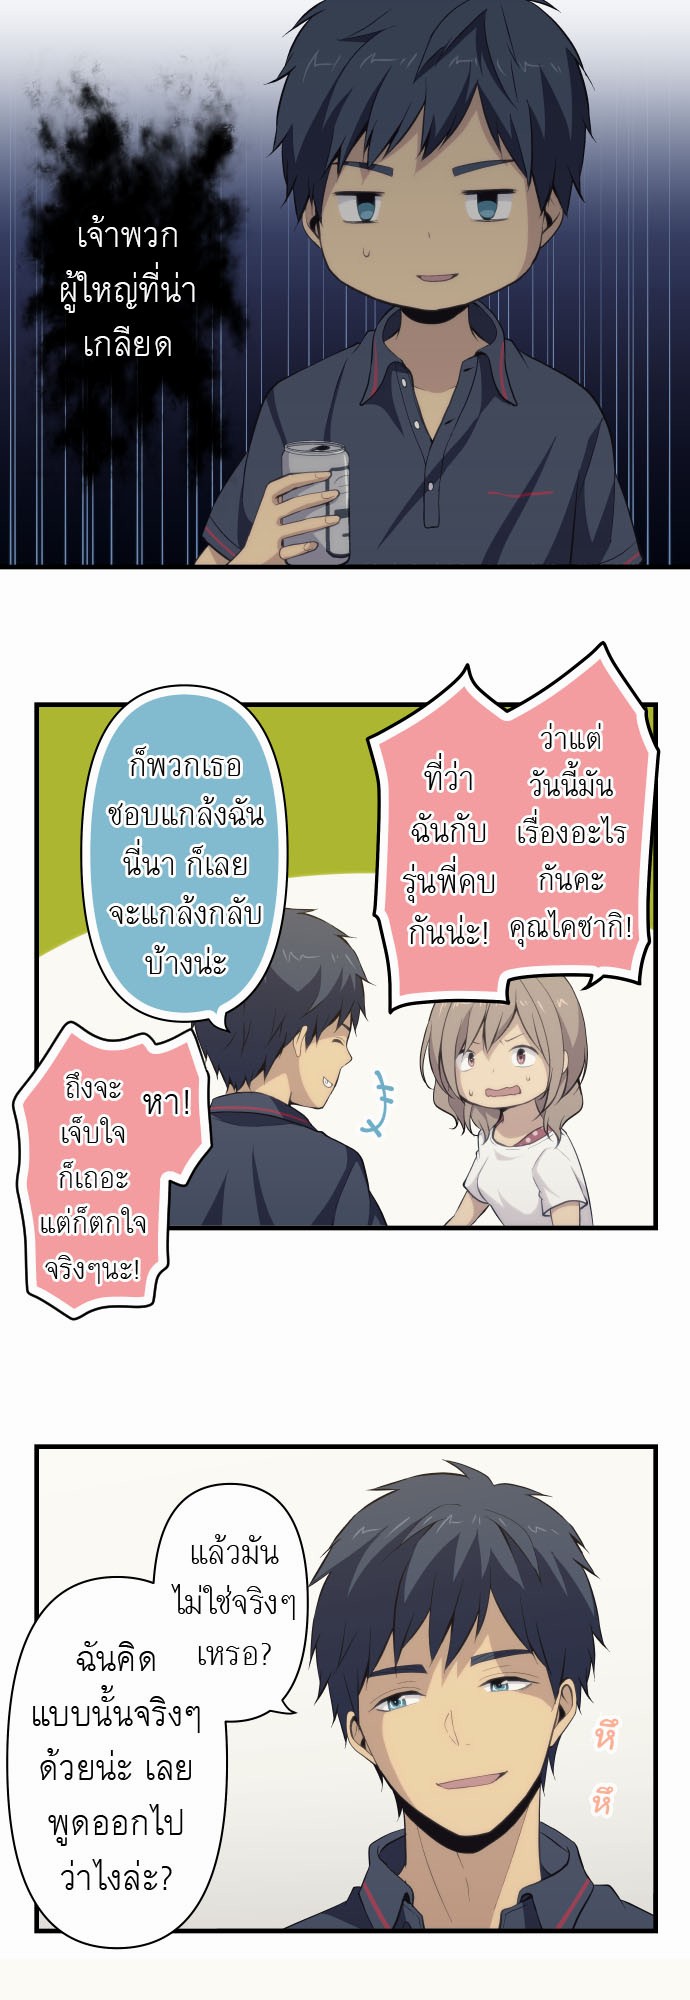 เจ้าพวก
ผู้ใหญ่ที่น่า
เกลียด
ว่าแต่
วันนี้มัน
เรื่องอะไร
กันคะ
คุณไคซากิ!
ที่ว่า
ฉันกับ
รุ่นพี่คบ
กันน่ะ!
ก็พวกเธอ
ชอบแกล้งฉัน
นี่นา ก็เลย
จะแกล้งกลับ
บ้างน่ะ
หา!
ถึงจะ
เจ็บใจ
ก็เถอะ
แต่ก็ตกใจ
จริงๆนะ!
แล้วมัน
ไม่ใช่จริงๆ
เหรอ?
ฉันคิด
แบบนั้นจริงๆ
ด้วยน่ะ เลย
พูดออกไป
ว่าไงล่ะ?
หึ
หึ